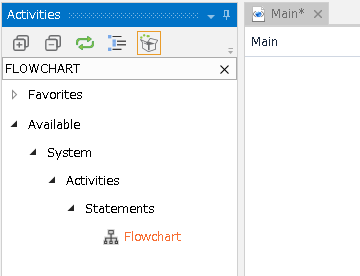 Activities
Main*
FLOWCHART
Main
Favorites
Available
System
Activities
Statements
Flowchart